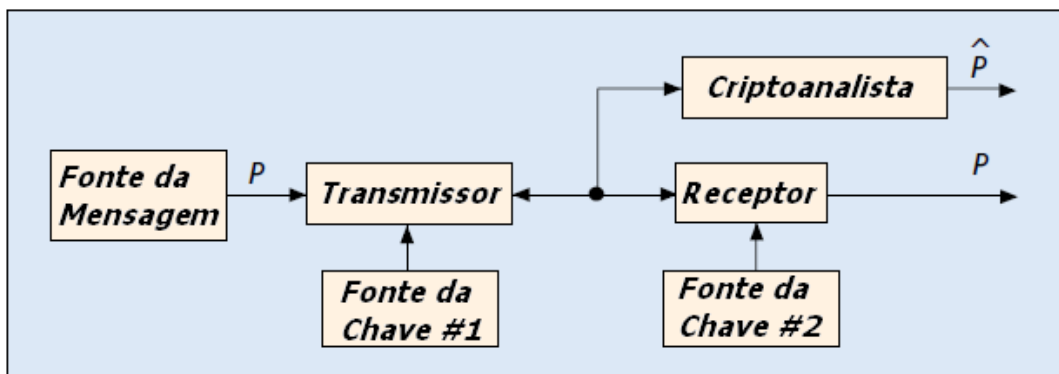 Criptoanalista
^
P
Fonte da
Mensagem
P
Transmissor
Receptor
P
Fonte da
Chave #1
Fonte da
Chave #2